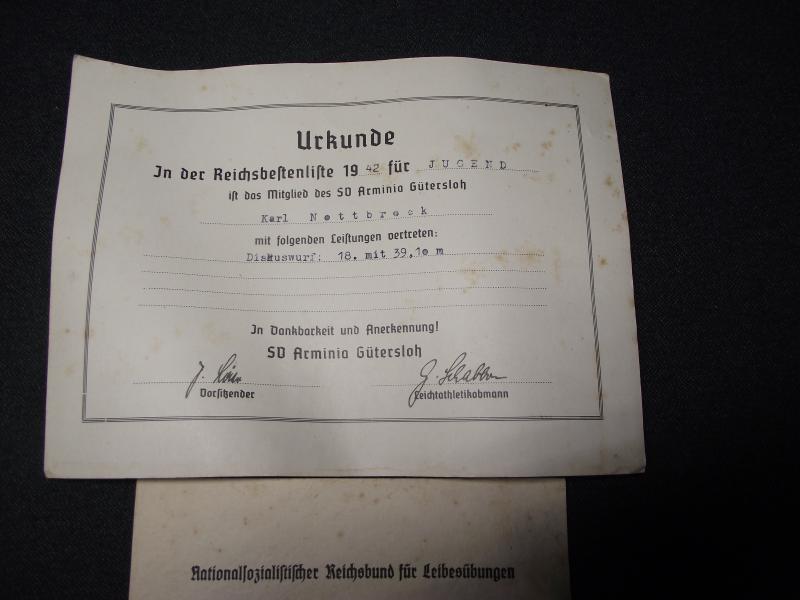 Urkunde
In der Reichsbestenliste 1942 für JUGEND
ist das Mitglied des SV Arminia Gütersloh
Karl Nottbrock
mit folgenden Leistungen vertreten:
Diskuswurf: 18. mit 39,10 m
In Dankbarkeit und Anerkennung!
SV Arminia Gütersloh
Vorsitzender Leichtathletikobmann
Nationalsozialistischer Reichsbund für Leibesübungen